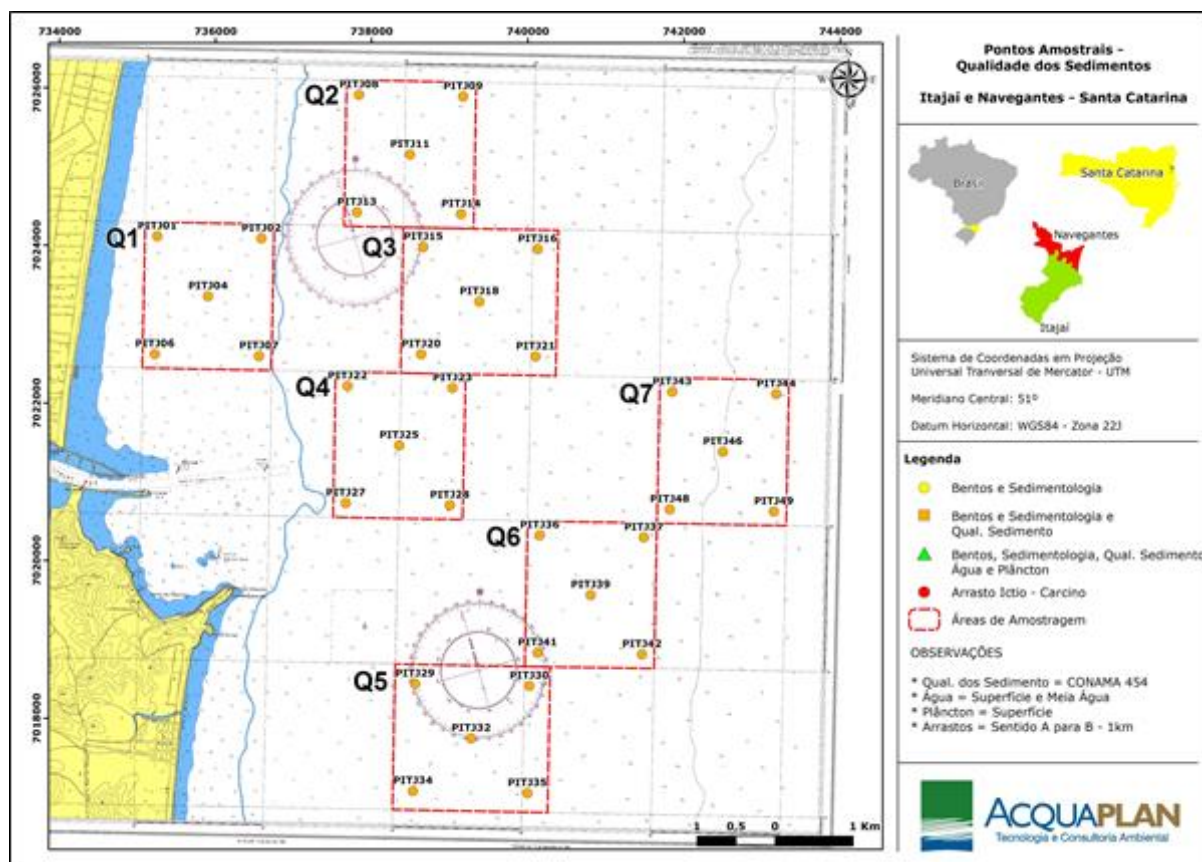 734000 736000 738000 740000 742000 744000
7026000
7024000
7022000
7020000
7018000
Q2
PITJ08
PITJ09
PITJ11
PITJ13
PITJ14
Q1
PITJ01
PITJ02
PITJ04
PITJ06
PITJ07
Q3
PITJ15
PITJ16
PITJ18
PITJ20
PITJ21
Q4
PITJ22
PITJ23
PITJ25
PITJ27
PITJ28
Q7
PITJ43
PITJ44
PITJ46
PITJ48
PITJ49
Q6
PITJ36
PITJ37
PITJ39
PITJ41
PITJ42
Q5
PITJ29
PITJ30
PITJ32
PITJ34
PITJ35
1 0,5 0 1 Km
Pontos Amostrais -
Qualidade dos Sedimentos
Itajaí e Navegantes - Santa Catarina
Brasil
Santa Catarina
Navegantes
Itajaí
Sistema de Coordenadas em Projeção
Universal Tranversal de Mercator - UTM
Meridiano Central: 51º
Datum Horizontal: WGS84 - Zona 22J
Legenda
Bentos e Sedimentologia
Bentos e Sedimentologia e
Qual. Sedimento
Bentos, Sedimentologia, Qual. Sedimento
Água e Plâncton
Arrasto Ictio - Carcino
Áreas de Amostragem
OBSERVAÇÕES
* Qual. dos Sedimento = CONAMA 454
* Água = Superfície e Meia Água
* Plâncton = Superfície
* Arrastos = Sentido A para B - 1km
ACQUAPLAN
Tecnologia e Consultoria Ambiental